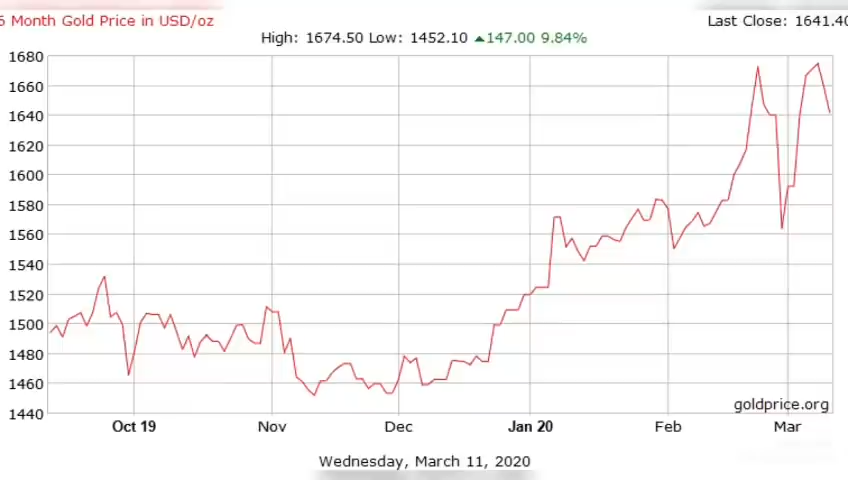 6 Month Gold Price in USD/oz
Last Close: 1641.40
High: 1674.50 Low: 1452.10 ▲147.00 9.84%
1680
1660
1640
1620
1600
1580
1560
1540
1520
1500
1480
1460
1440
goldprice.org
Oct 19 Nov Dec Jan 20 Feb Mar
Wednesday, March 11, 2020